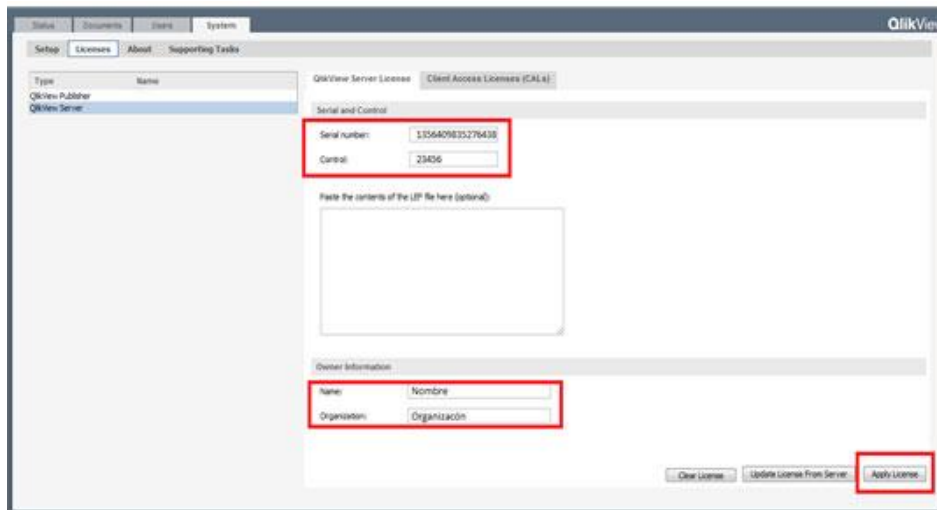 Status Documents Users System
QlikView
Setup Licenses About Supporting Tasks
Type Name
QlikView Publisher
QlikView Server
QlikView Server License Client Access Licenses (CALs)
Serial and Control
Serial number: 1356409835276438
Control: 23456
Paste the contents of the LEF file here (optional):
Owner Information
Name: Nombre
Organization: Organizacón
Clear License Update License From Server Apply License